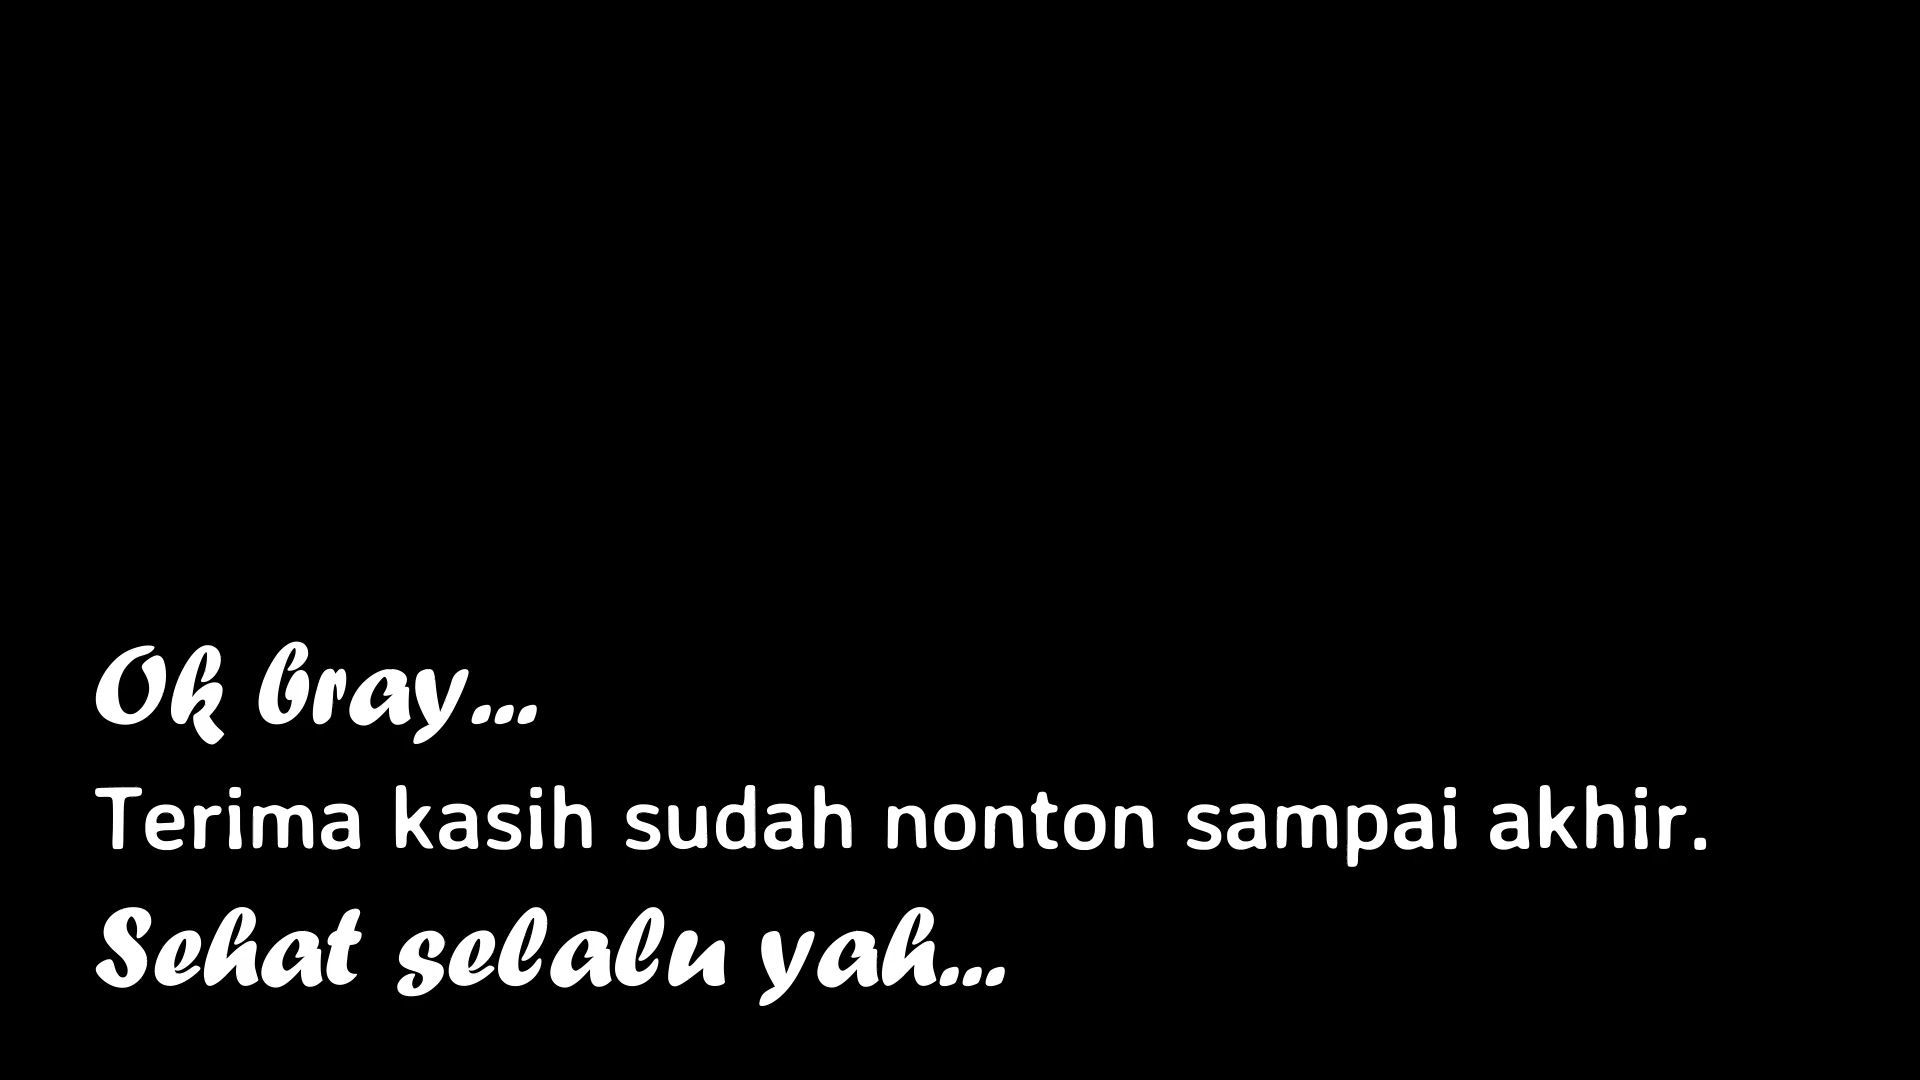 Ok bray...
Terima kasih sudah nonton sampai akhir.
Sehat selalu yah...